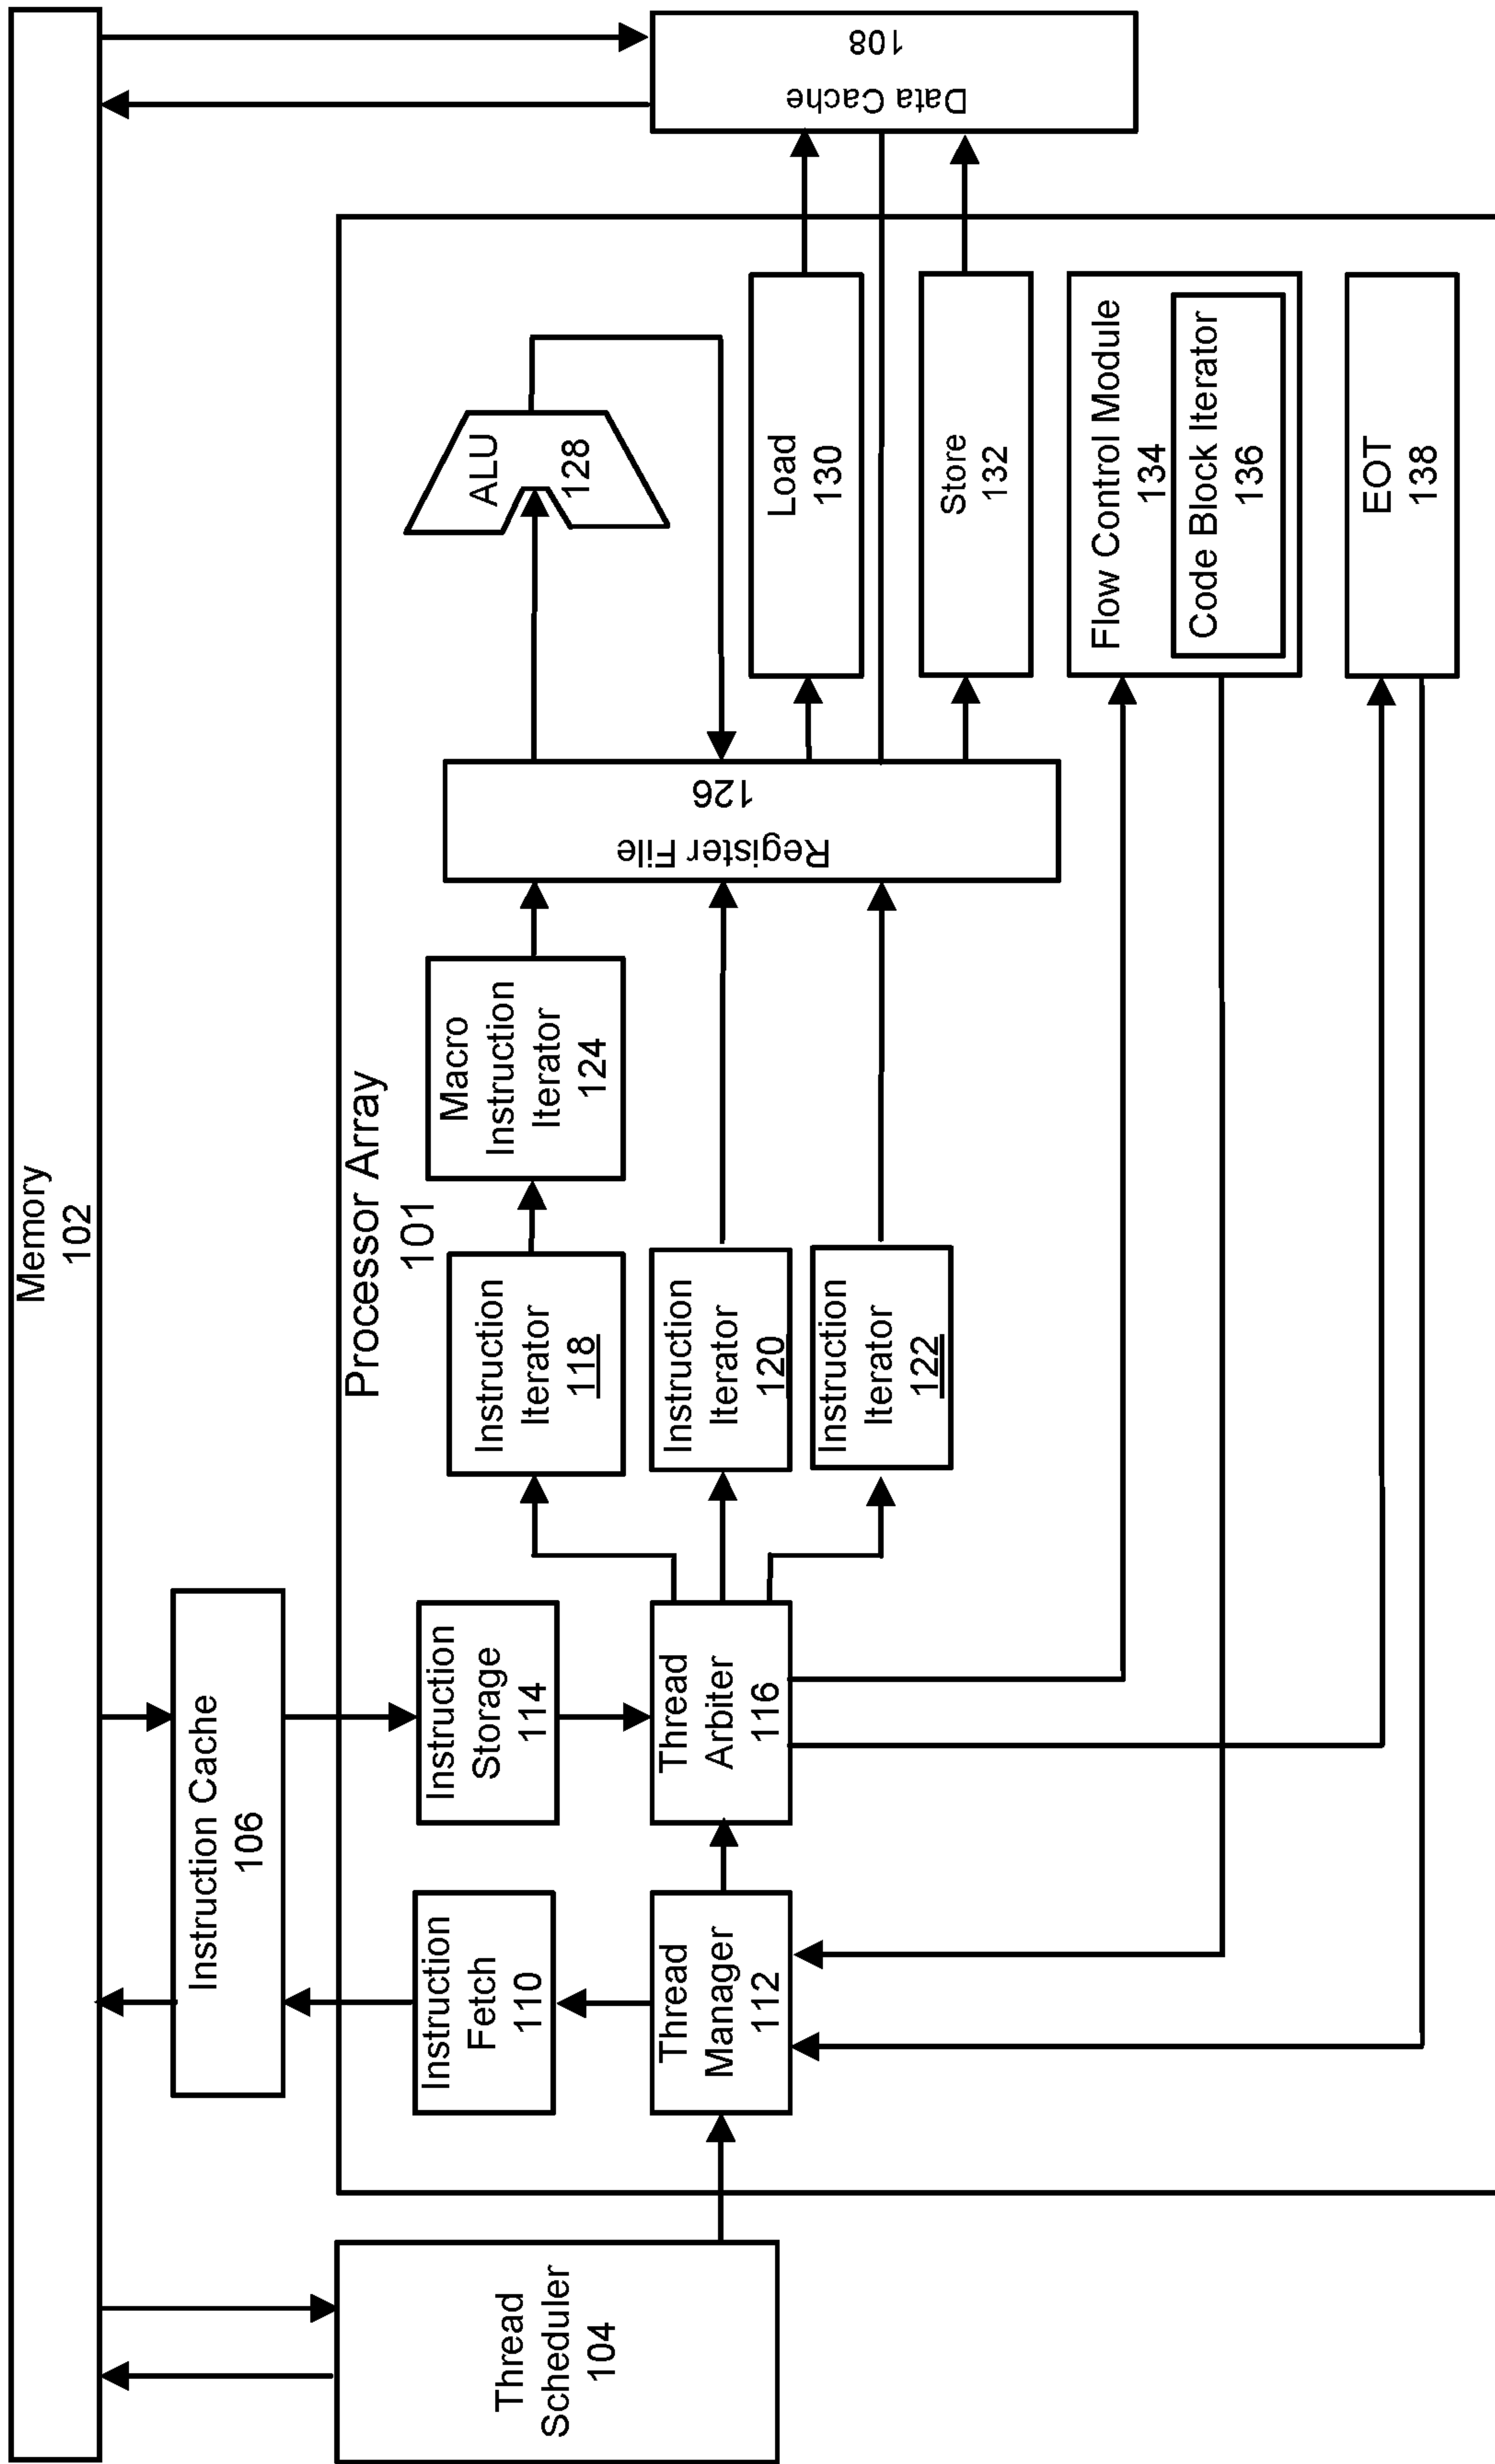 Memory
102
Instruction Cache
106
Data Cache
108
Thread
Scheduler
104
Processor Array
101
Instruction
Fetch
110
Instruction
Storage
114
Thread
Manager
112
Thread
Arbiter
116
Instruction
Iterator
118
Instruction
Iterator
120
Instruction
Iterator
122
Macro
Instruction
Iterator
124
Register File
126
ALU
128
Load
130
Store
132
Flow Control Module
134
Code Block Iterator
136
EOT
138